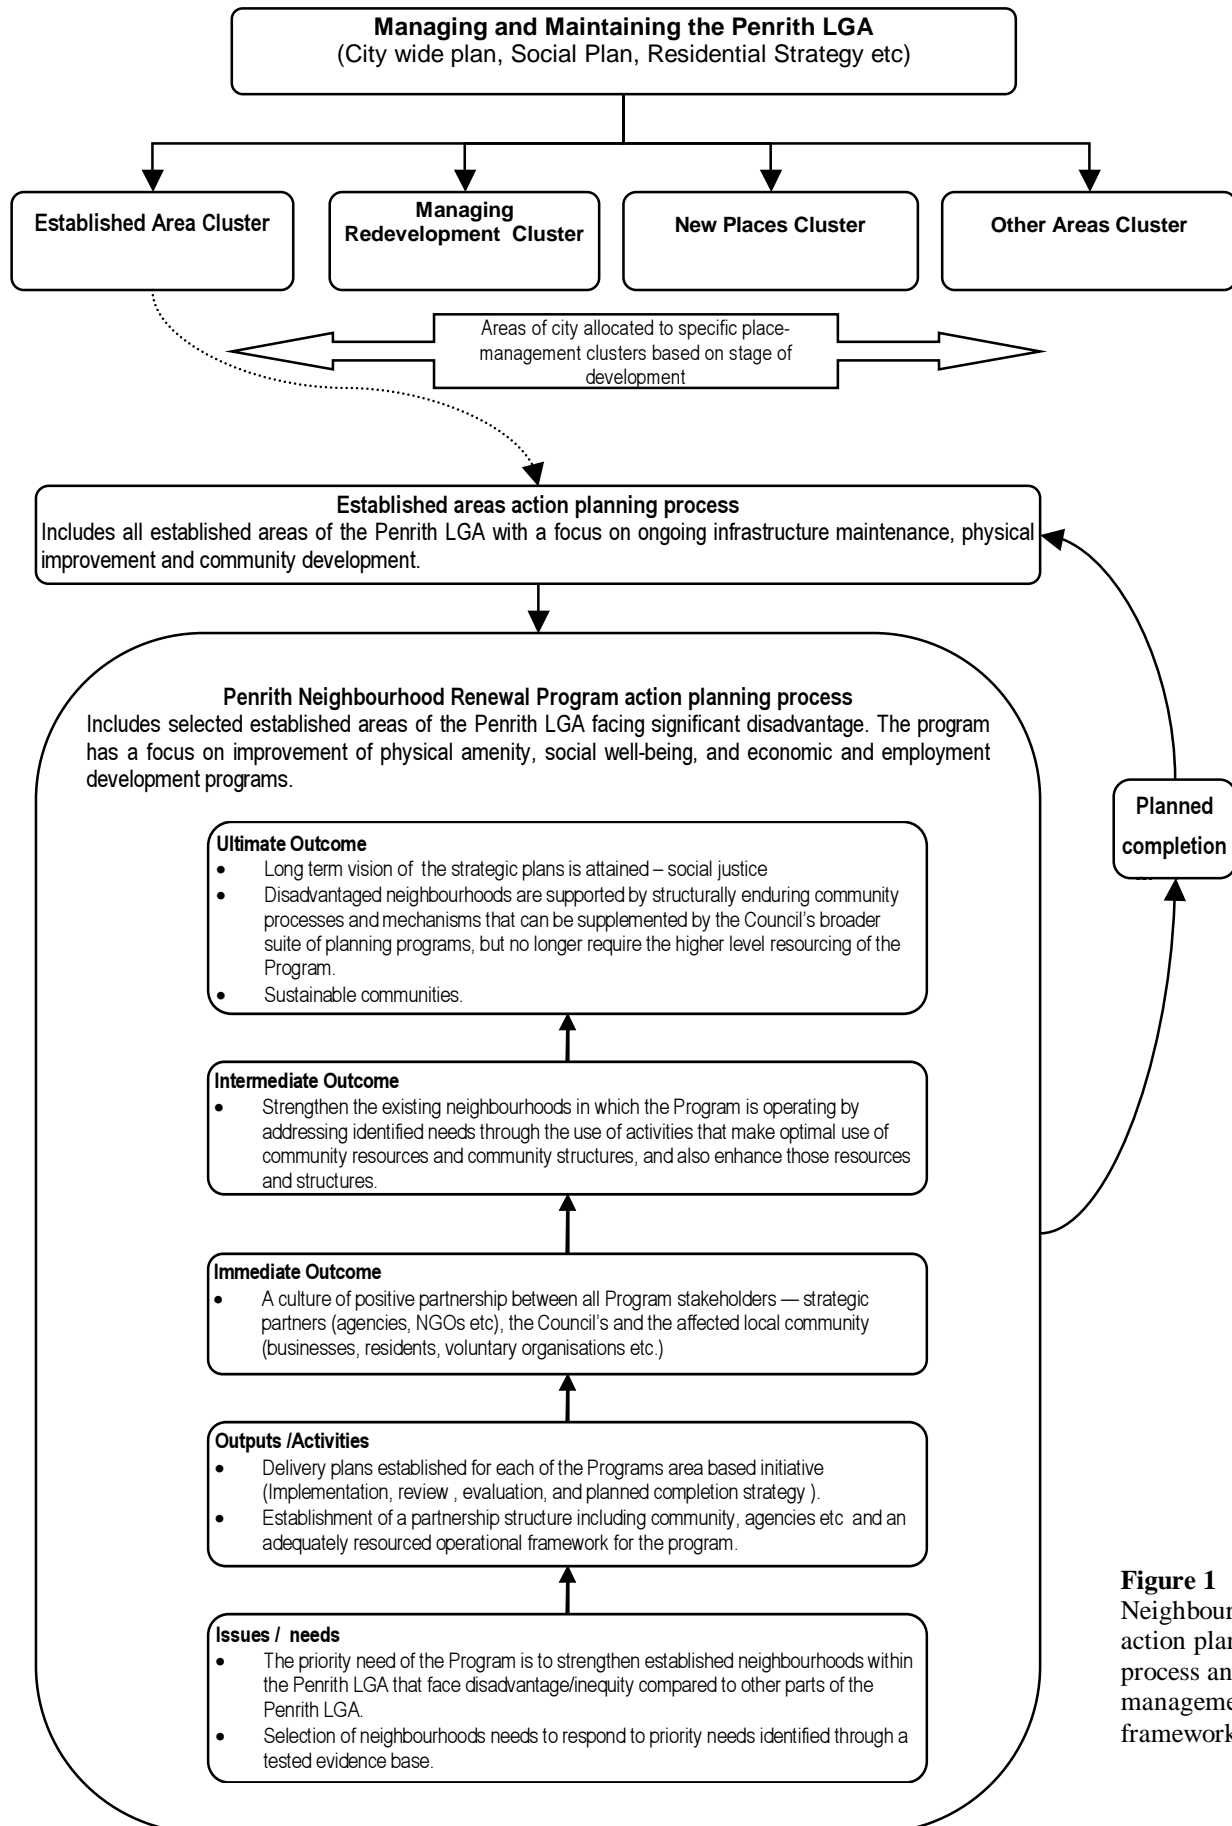 Managing and Maintaining the Penrith LGA
(City wide plan, Social Plan, Residential Strategy etc)
Established Area Cluster
Managing
Redevelopment Cluster
New Places Cluster
Other Areas Cluster
Areas of city allocated to specific place-
management clusters based on stage of
development
Established areas action planning process
Includes all established areas of the Penrith LGA with a focus on ongoing infrastructure maintenance, physical
improvement and community development.
Penrith Neighbourhood Renewal Program action planning process
Includes selected established areas of the Penrith LGA facing significant disadvantage. The program
has a focus on improvement of physical amenity, social well-being, and economic and employment
development programs.
Planned
completion
Ultimate Outcome
• Long term vision of the strategic plans is attained – social justice
• Disadvantaged neighbourhoods are supported by structurally enduring community
processes and mechanisms that can be supplemented by the Council's broader
suite of planning programs, but no longer require the higher level resourcing of the
Program.
• Sustainable communities.
Intermediate Outcome
• Strengthen the existing neighbourhoods in which the Program is operating by
addressing identified needs through the use of activities that make optimal use of
community resources and community structures, and also enhance those resources
and structures.
Immediate Outcome
• A culture of positive partnership between all Program stakeholders — strategic
partners (agencies, NGOs etc), the Council's and the affected local community
(businesses, residents, voluntary organisations etc.)
Outputs /Activities
• Delivery plans established for each of the Programs area based initiative
(Implementation, review , evaluation, and planned completion strategy ).
• Establishment of a partnership structure including community, agencies etc and an
adequately resourced operational framework for the program.
Issues / needs
• The priority need of the Program is to strengthen established neighbourhoods within
the Penrith LGA that face disadvantage/inequity compared to other parts of the
Penrith LGA.
• Selection of neighbourhoods needs to respond to priority needs identified through a
tested evidence base.
Figure 1
Neighbour
action plan
process an
manageme
framework